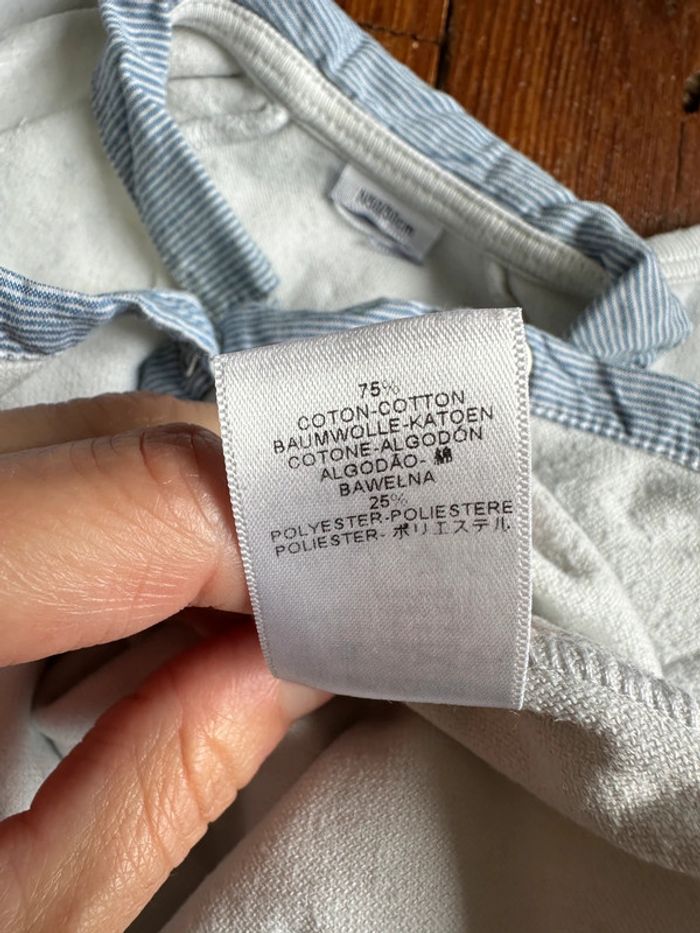 75%
COTON-COTTON
BAUMWOLLE-KATOEN
COTONE-ALGODÓN
ALGODÃO- 綿
BAWEŁNA
25%
POLYESTER-POLIESTERE
POLIESTER- ポリエステル